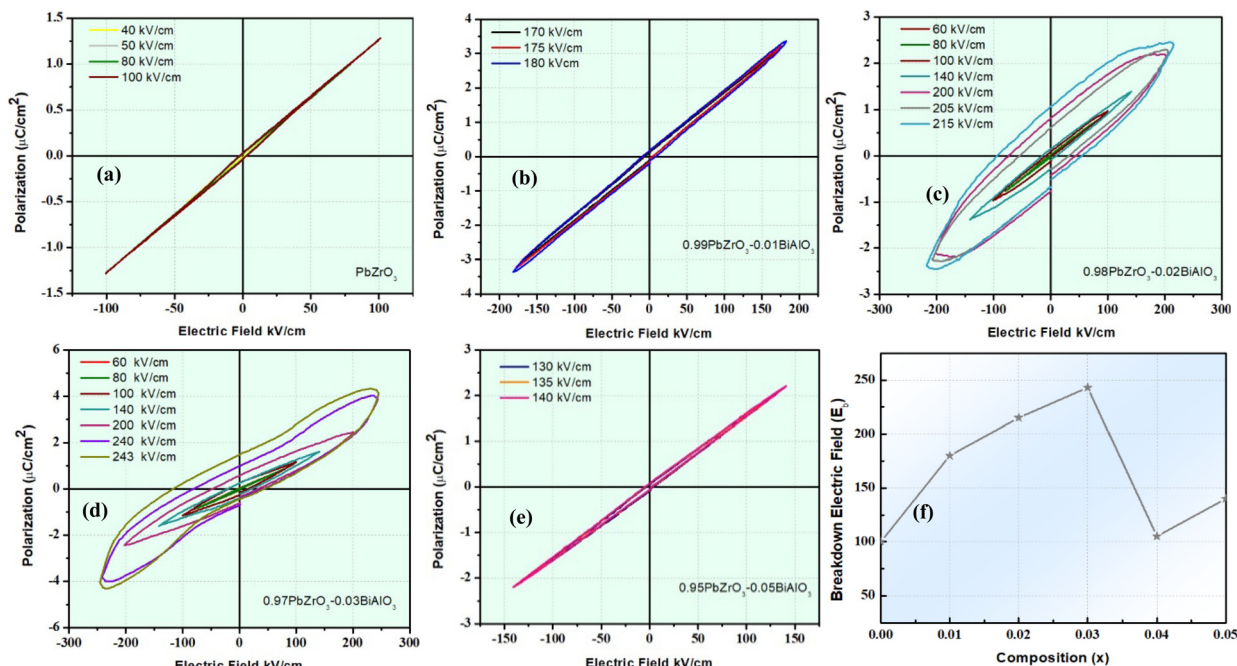 40 kV/cm
50 kV/cm
80 kV/cm
100 kV/cm
Polarization (μC/cm²)
1.5
1.0
0.5
0.0
-0.5
-1.0
-1.5
(a)
PbZrO₃
-100
-50
0
50
100
Electric Field kV/cm
170 kV/cm
175 kV/cm
180 kV/cm
Polarization (μC/cm²)
4
3
2
1
0
-1
-2
-3
-4
(b)
0.99PbZrO₃-0.01BiAlO₃
-200
-150
-100
-50
0
50
100
150
200
Electric Field kV/cm
60 kV/cm
80 kV/cm
100 kV/cm
140 kV/cm
200 kV/cm
205 kV/cm
215 kV/cm
Polarization (μC/cm²)
3
2
1
0
-1
-2
-3
(c)
0.98PbZrO₃-0.02BiAlO₃
-300
-200
-100
0
100
200
300
Electric Field kV/cm
60 kV/cm
80 kV/cm
100 kV/cm
140 kV/cm
200 kV/cm
240 kV/cm
243 kV/cm
Polarization (μC/cm²)
6
4
2
0
-2
-4
-6
(d)
0.97PbZrO₃-0.03BiAlO₃
-300
-200
-100
0
100
200
300
Electric Field kV/cm
130 kV/cm
135 kV/cm
140 kV/cm
Polarization (μC/cm²)
3
2
1
0
-1
-2
-3
(e)
0.95PbZrO₃-0.05BiAlO₃
-150
-100
-50
0
50
100
150
Electric Field kV/cm
Breakdown Electric Field (E_b)
250
200
150
100
50
(f)
0.00
0.01
0.02
0.03
0.04
0.05
Composition (x)